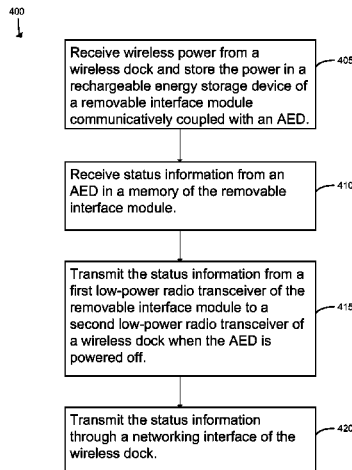 400
Receive wireless power from a
wireless dock and store the power in a
rechargeable energy storage device of
a removable interface module
communicatively coupled with an AED.
405
Receive status information from an
AED in a memory of the removable
interface module.
410
Transmit the status information from a
first low-power radio transceiver of the
removable interface module to a
second low-power radio transceiver of
a wireless dock when the AED is
powered off.
415
Transmit the status information
through a networking interface of the
wireless dock.
420